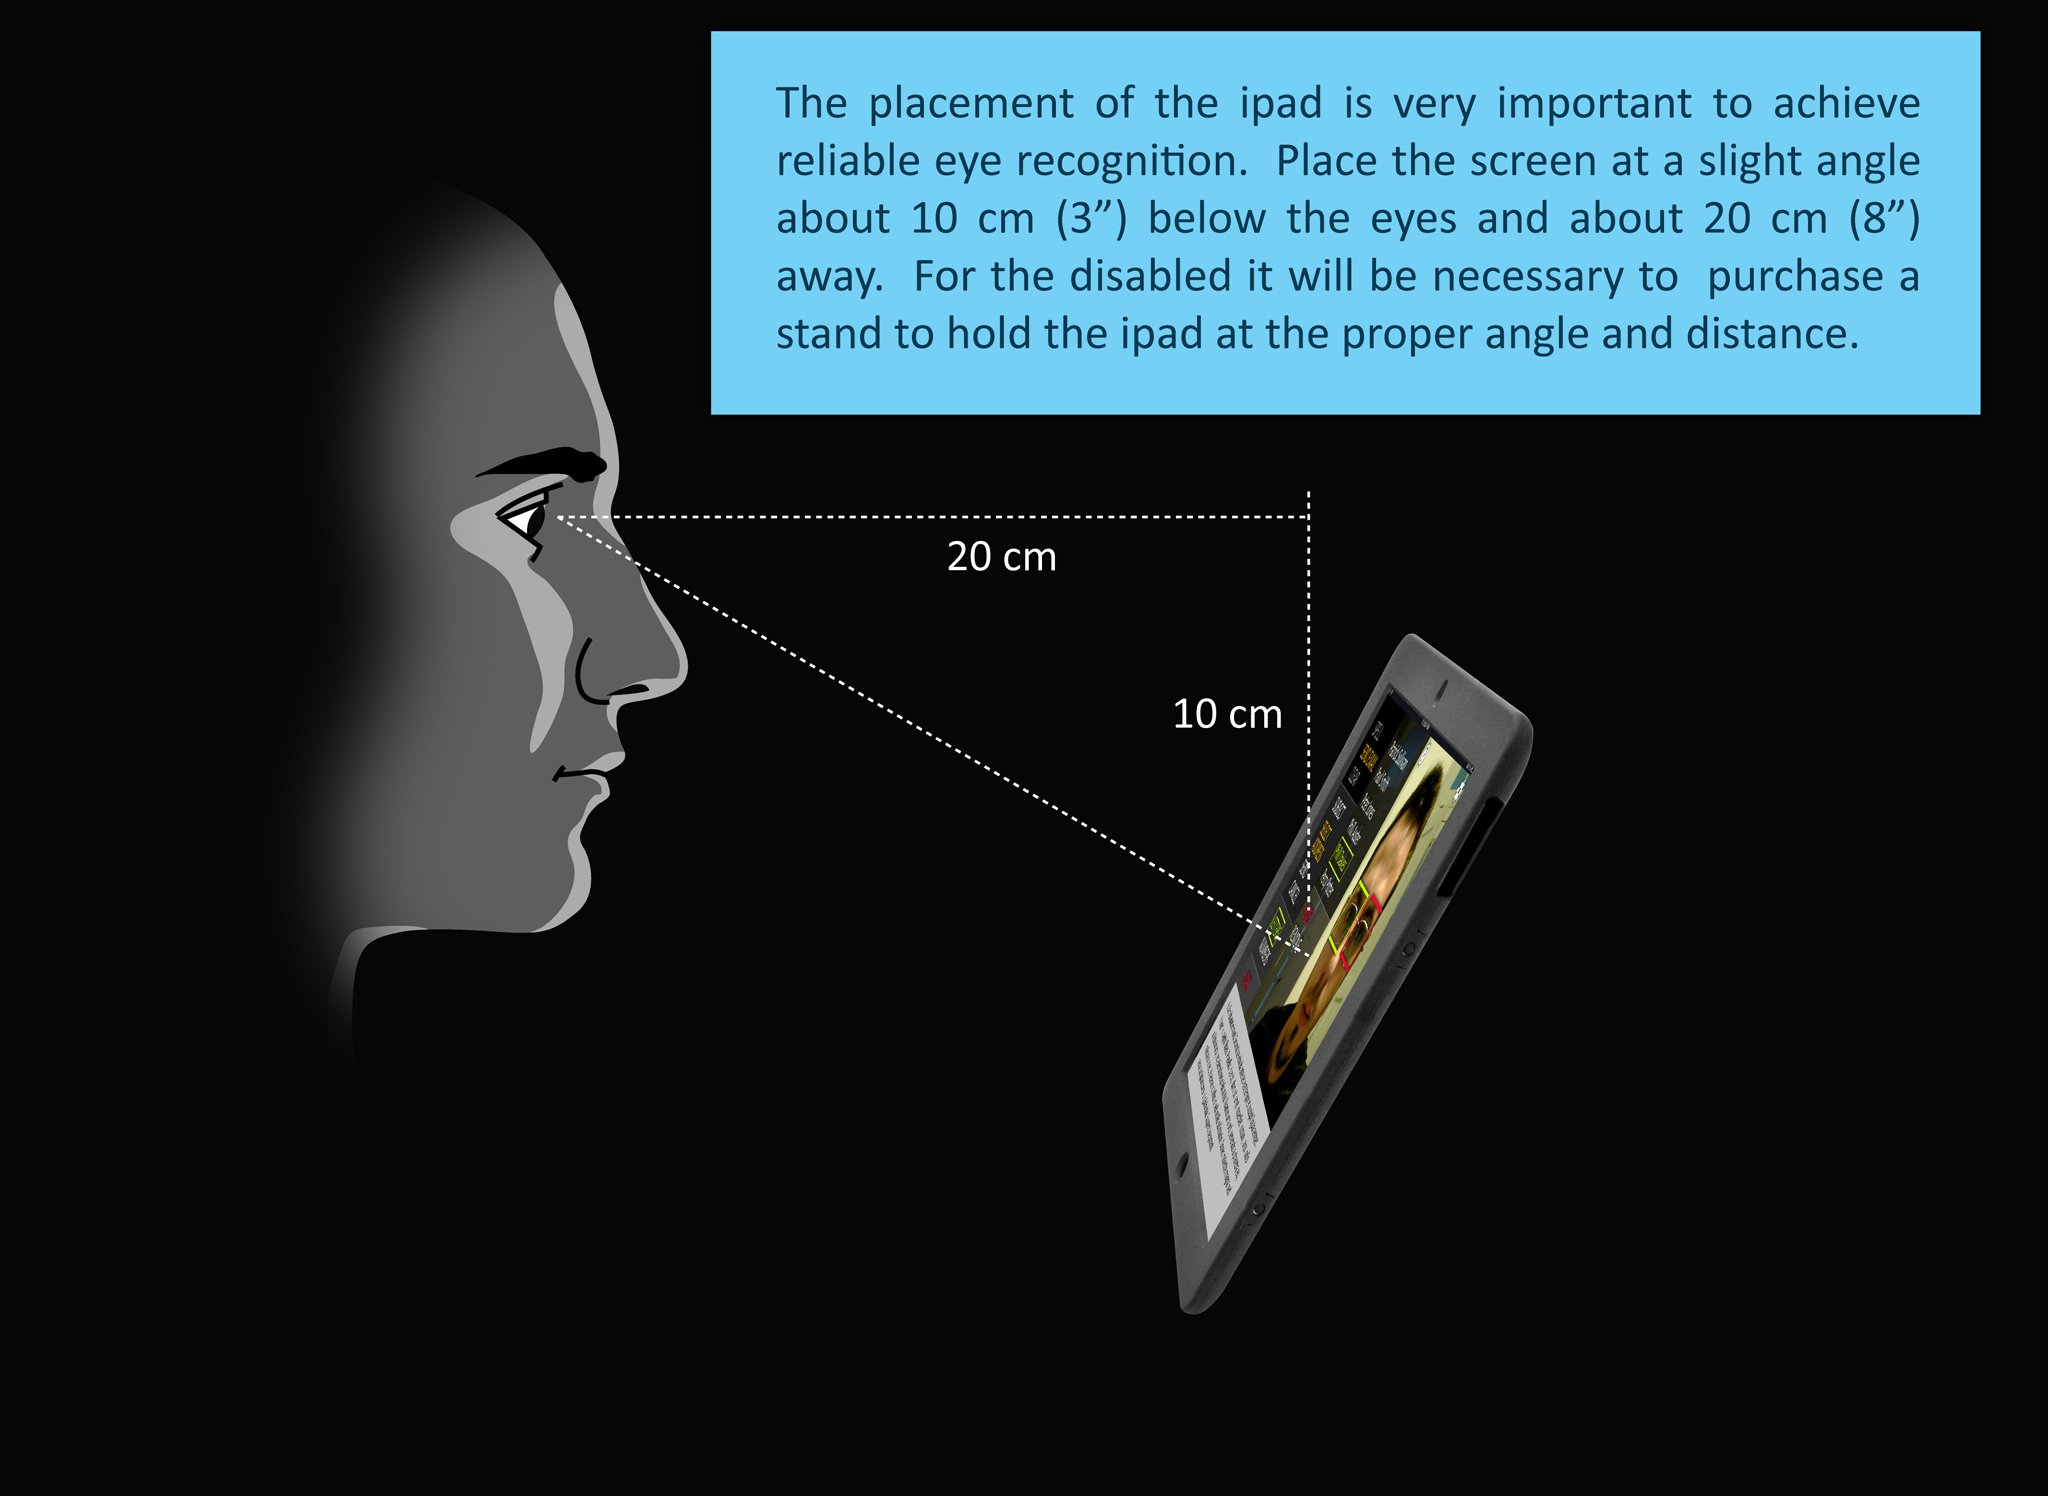 The placement of the ipad is very important to achieve
reliable eye recognition.  Place the screen at a slight angle
about 10 cm (3”) below the eyes and about 20 cm (8”)
away.  For the disabled it will be necessary to  purchase a
stand to hold the ipad at the proper angle and distance.
20 cm
10 cm